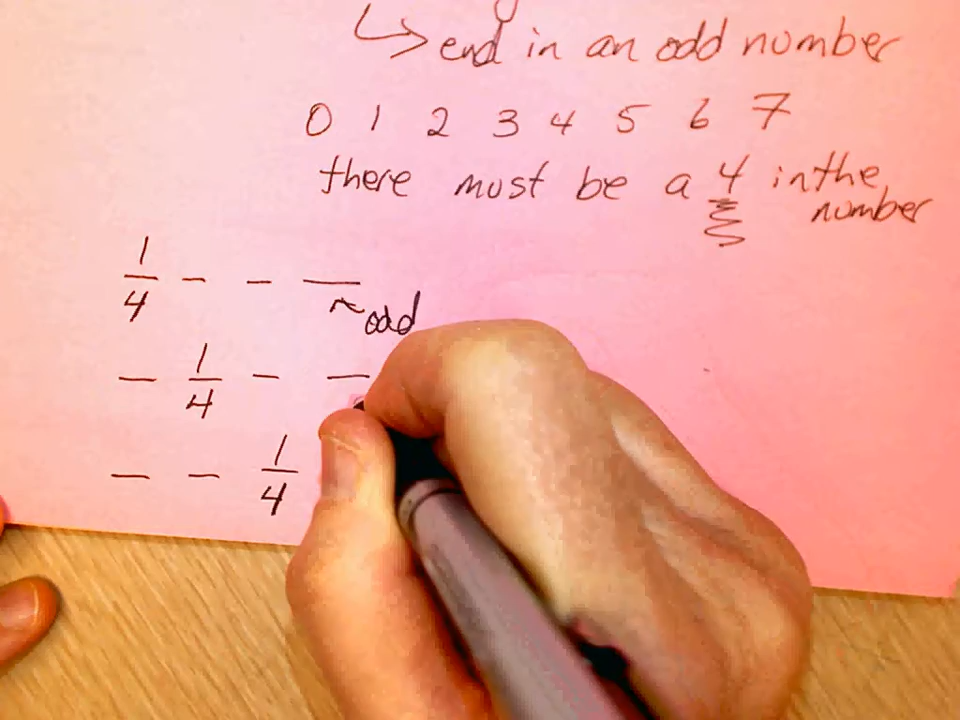 ↳ end in an odd number
0 1 2 3 4 5 6 7
there must be a 4 in the
number
1/4 _ _ _
odd
_ 1/4 _ _
_ _ 1/4